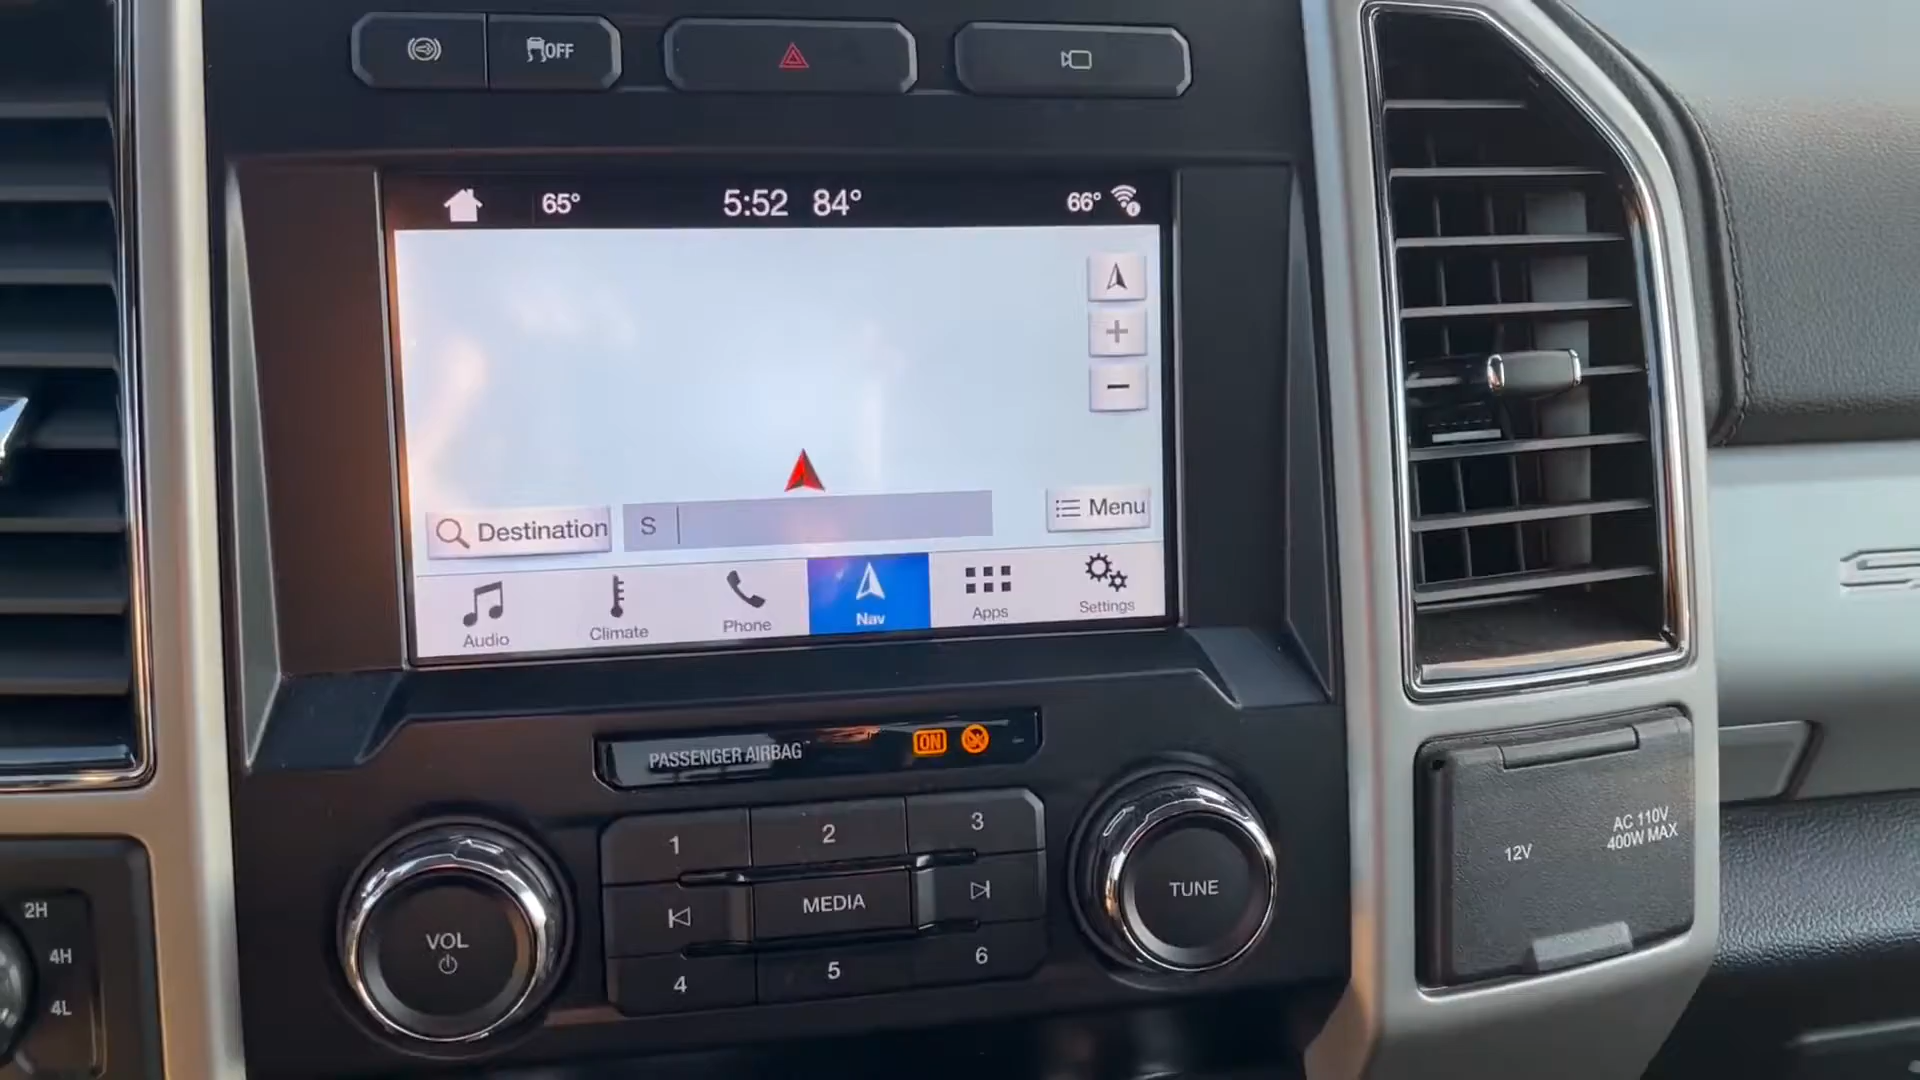 OFF
65° 5:52 84° 66°
Destination S Menu
Audio Climate Phone Nav Apps Settings
PASSENGER AIRBAG ON
1 2 3
VOL MEDIA TUNE
4 5 6
2H
4H
4L
12V
AC 110V
400W MAX